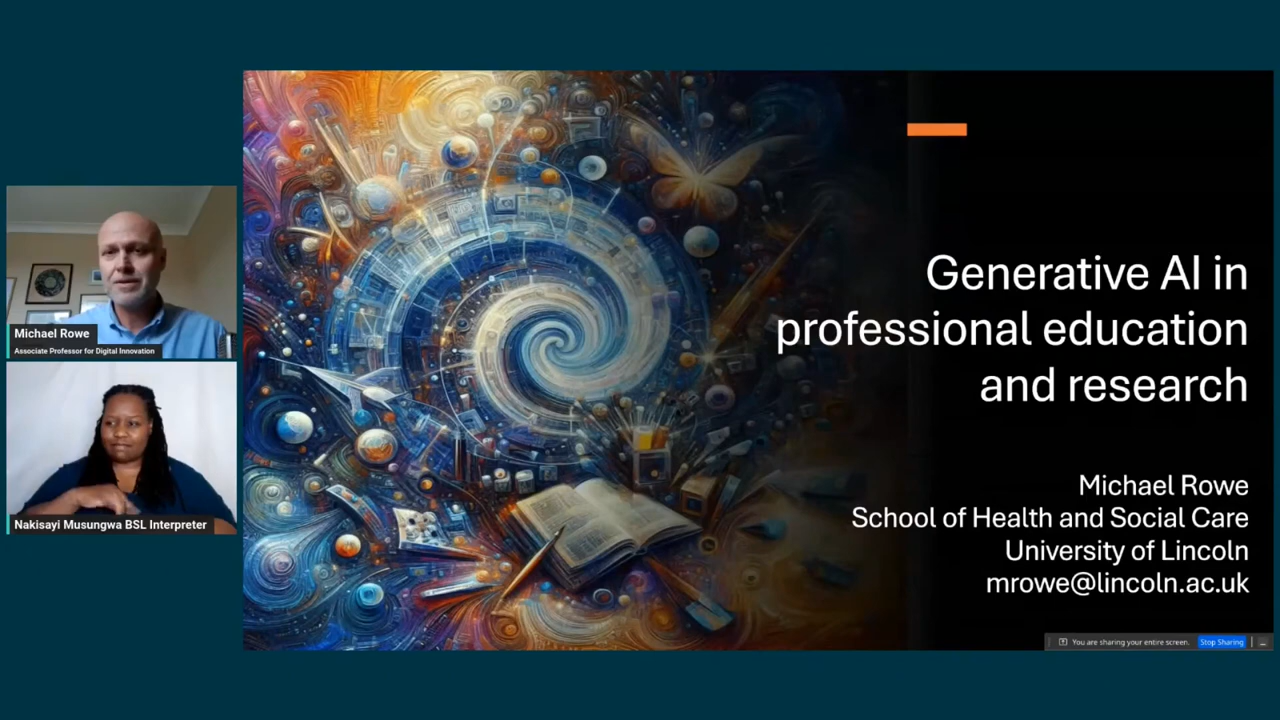 Michael Rowe
Associate Professor for Digital Innovation
Nakisayi Musungwa BSL Interpreter
Generative AI in
professional education
and research
Michael Rowe
School of Health and Social Care
University of Lincoln
mrowe@lincoln.ac.uk
You are sharing your entire screen. Stop Sharing